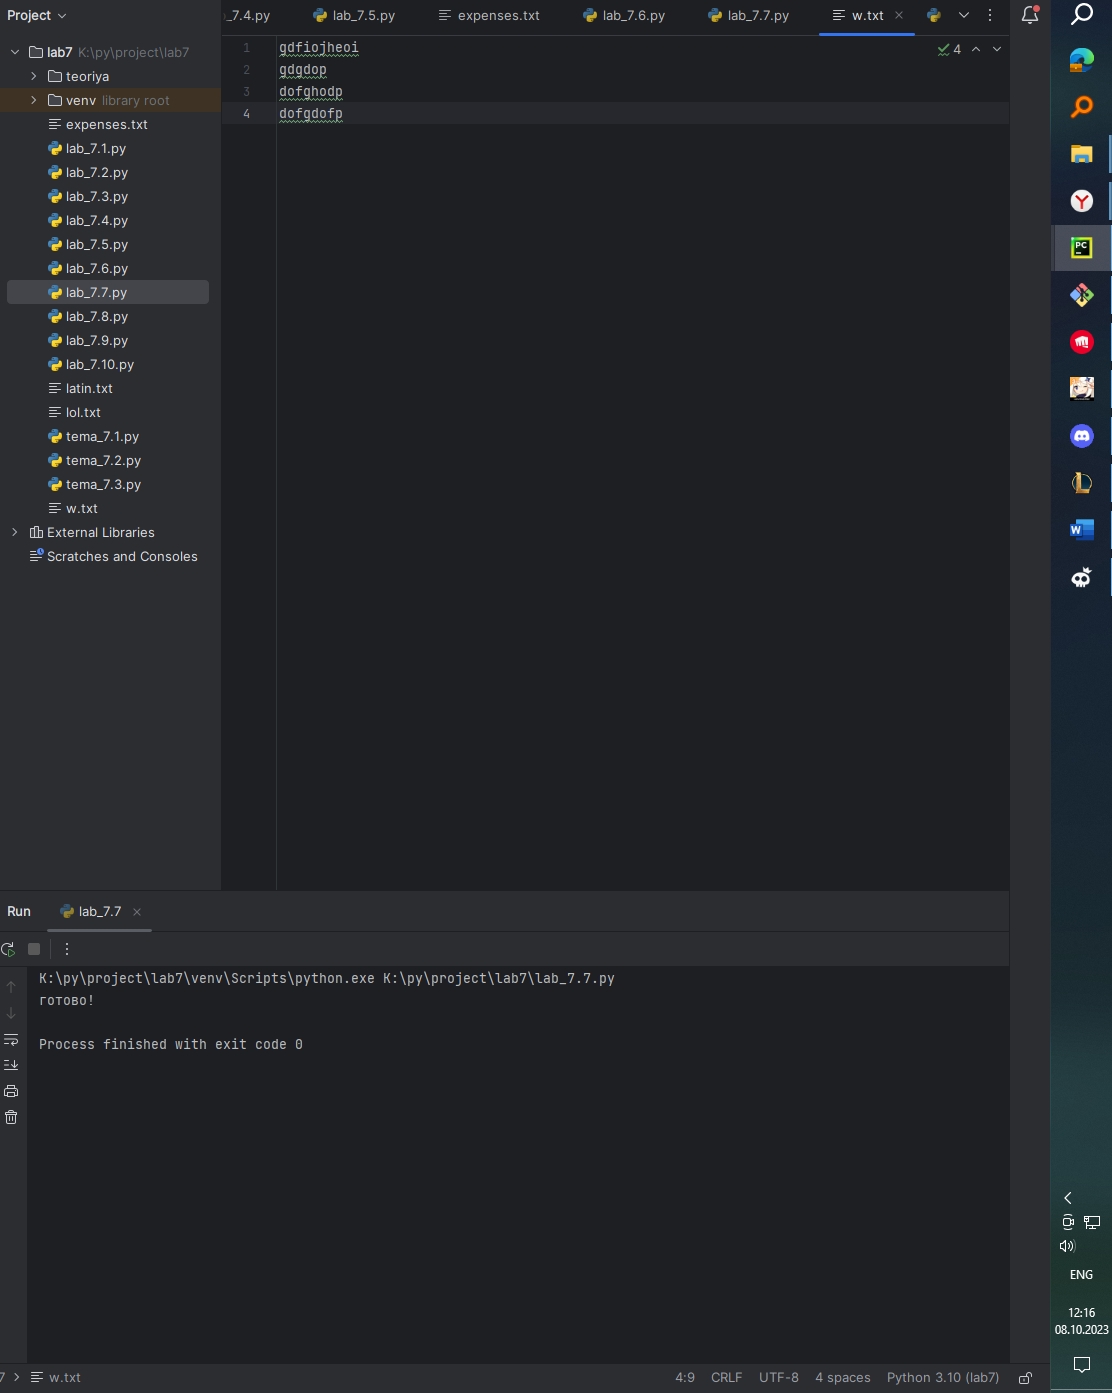 Project
_7.4.py lab_7.5.py expenses.txt lab_7.6.py lab_7.7.py w.txt
lab7 K:\py\project\lab7
teoriya
venv library root
expenses.txt
lab_7.1.py
lab_7.2.py
lab_7.3.py
lab_7.4.py
lab_7.5.py
lab_7.6.py
lab_7.7.py
lab_7.8.py
lab_7.9.py
lab_7.10.py
latin.txt
lol.txt
tema_7.1.py
tema_7.2.py
tema_7.3.py
w.txt
External Libraries
Scratches and Consoles
1 gdfiojheoi
2 gdgdop
3 dofghodp
4 dofgdofp
4
Run lab_7.7
K:\py\project\lab7\venv\Scripts\python.exe K:\py\project\lab7\lab_7.7.py
готово!
Process finished with exit code 0
7 w.txt
4:9 CRLF UTF-8 4 spaces Python 3.10 (lab7)
PC
W
ENG
12:16
08.10.2023